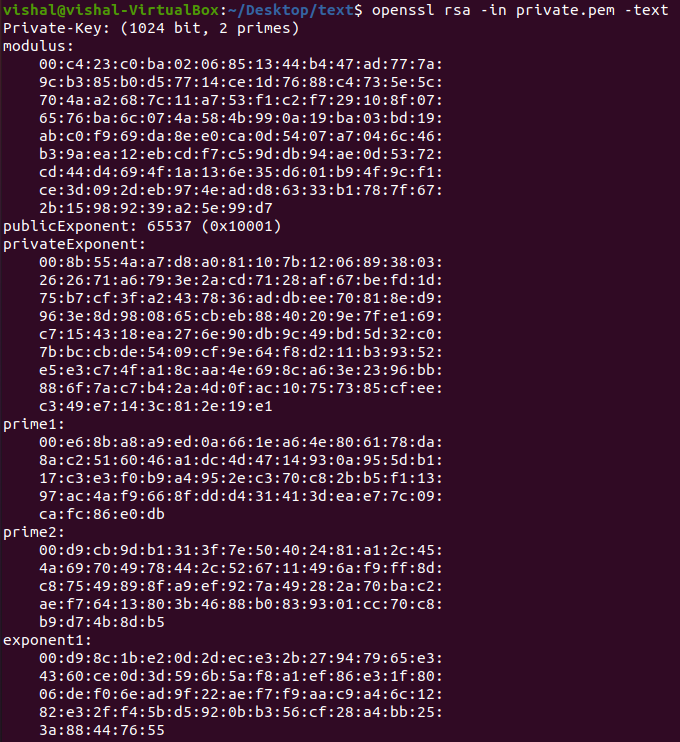 vishal@vishal-VirtualBox:~/Desktop/text$ openssl rsa -in private.pem -text
Private-Key: (1024 bit, 2 primes)
modulus:
    00:c4:23:c0:ba:02:06:85:13:44:b4:47:ad:77:7a:
    9c:b3:85:b0:d5:77:14:ce:1d:76:88:c4:73:5e:5c:
    70:4a:a2:68:7c:11:a7:53:f1:c2:f7:29:10:8f:07:
    65:76:ba:6c:07:4a:58:4b:99:0a:19:ba:03:bd:19:
    ab:c0:f9:69:da:8e:e0:ca:0d:54:07:a7:04:6c:46:
    b3:9a:ea:12:eb:cd:f7:c5:9d:db:94:ae:0d:53:72:
    cd:44:d4:69:4f:1a:13:6e:35:d6:01:b9:4f:9c:f1:
    ce:3d:09:2d:eb:97:4e:ad:d8:63:33:b1:78:7f:67:
    2b:15:98:92:39:a2:5e:99:d7
publicExponent: 65537 (0x10001)
privateExponent:
    00:8b:55:4a:a7:d8:a0:81:10:7b:12:06:89:38:03:
    26:26:71:a6:79:3e:2a:cd:71:28:af:67:be:fd:1d:
    75:b7:cf:3f:a2:43:78:36:ad:db:ee:70:81:8e:d9:
    96:3e:8d:98:08:65:cb:eb:88:40:20:9e:7f:e1:69:
    c7:15:43:18:ea:27:6e:90:db:9c:49:bd:5d:32:c0:
    7b:bc:cb:de:54:09:cf:9e:64:f8:d2:11:b3:93:52:
    e5:e3:c7:4f:a1:8c:aa:4e:69:8c:a6:3e:23:96:bb:
    88:6f:7a:c7:b4:2a:4d:0f:ac:10:75:73:85:cf:ee:
    c3:49:e7:14:3c:81:2e:19:e1
prime1:
    00:e6:8b:a8:a9:ed:0a:66:1e:a6:4e:80:61:78:da:
    8a:c2:51:60:46:a1:dc:4d:47:14:93:0a:95:5d:b1:
    17:c3:e3:f0:b9:a4:95:2e:c3:70:c8:2b:b5:f1:13:
    97:ac:4a:f9:66:8f:dd:d4:31:41:3d:ea:e7:7c:09:
    ca:fc:86:e0:db
prime2:
    00:d9:cb:9d:b1:31:3f:7e:50:40:24:81:a1:2c:45:
    4a:69:70:49:78:44:2c:52:67:11:49:6a:f9:ff:8d:
    c8:75:49:89:8f:a9:ef:92:7a:49:28:2a:70:ba:c2:
    ae:f7:64:13:80:3b:46:88:b0:83:93:01:cc:70:c8:
    b9:d7:4b:8d:b5
exponent1:
    00:d9:8c:1b:e2:0d:2d:ec:e3:2b:27:94:79:65:e3:
    43:60:ce:0d:3d:59:6b:5a:f8:a1:ef:86:e3:1f:80:
    06:de:f0:6e:ad:9f:22:ae:f7:f9:aa:c9:a4:6c:12:
    82:e3:2f:f4:5b:d5:92:0b:b3:56:cf:28:a4:bb:25:
    3a:88:44:76:55